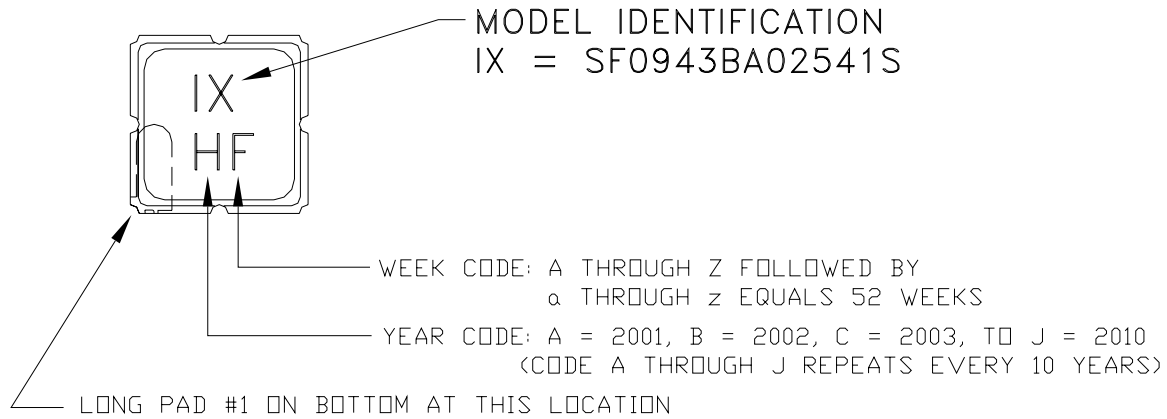 MODEL IDENTIFICATION
IX = SF0943BA02541S
IX
HF
WEEK CODE: A THROUGH Z FOLLOWED BY
a THROUGH z EQUALS 52 WEEKS
YEAR CODE: A = 2001, B = 2002, C = 2003, TO J = 2010
(CODE A THROUGH J REPEATS EVERY 10 YEARS)
LONG PAD #1 ON BOTTOM AT THIS LOCATION